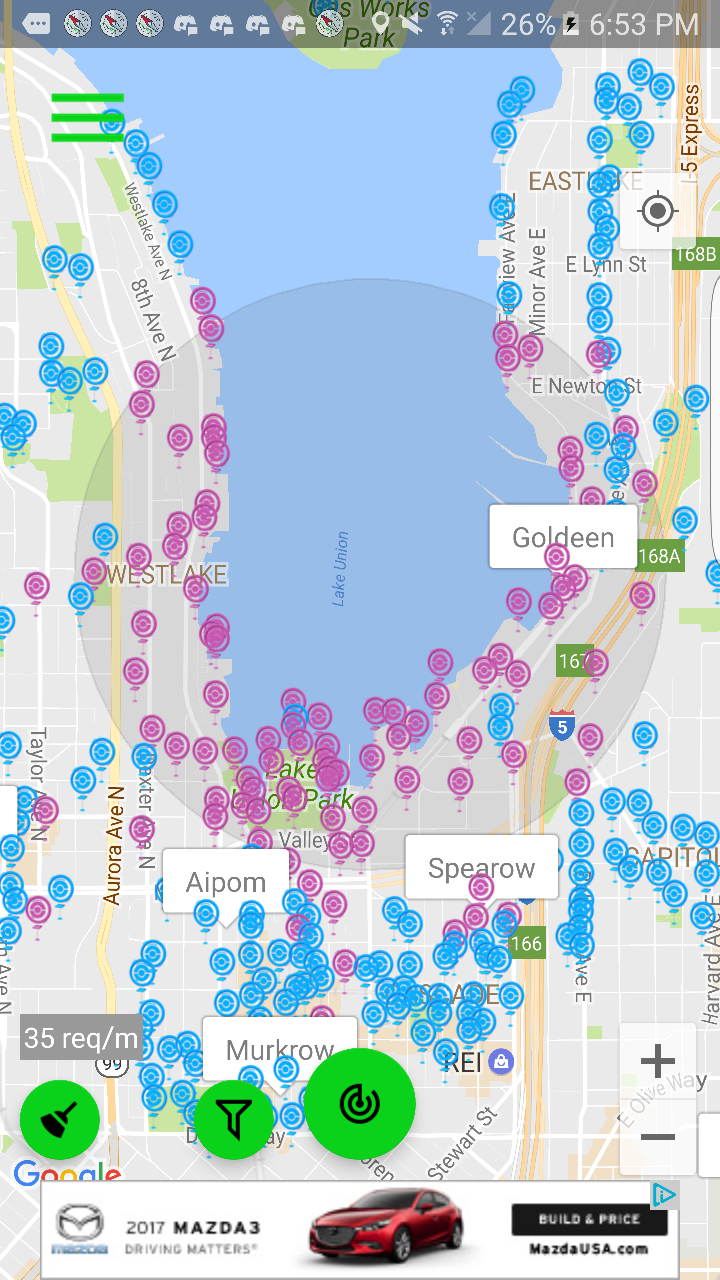 Gas Works
Park
26%
6:53 PM
I-5 Express
EASTLAKE
Westlake Ave N
Fairview Ave E
Minor Ave E
168B
E Lynn St
8th Ave N
E Newton St
Goldeen
168A
WESTLAKE
Lake Union
167
5
Taylor Ave N
Aurora Ave N
Dexter Ave N
Lake
Union Park
Valley
Aipom
Spearow
CAPITOL
166
Ave E
Harvard Ave
CASCADE
35 req/m
Murkrow
99
REI
E Olive Way
Stewart St
Google
2017 MAZDA3
DRIVING MATTERS®
mazda
BUILD & PRICE
MazdaUSA.com